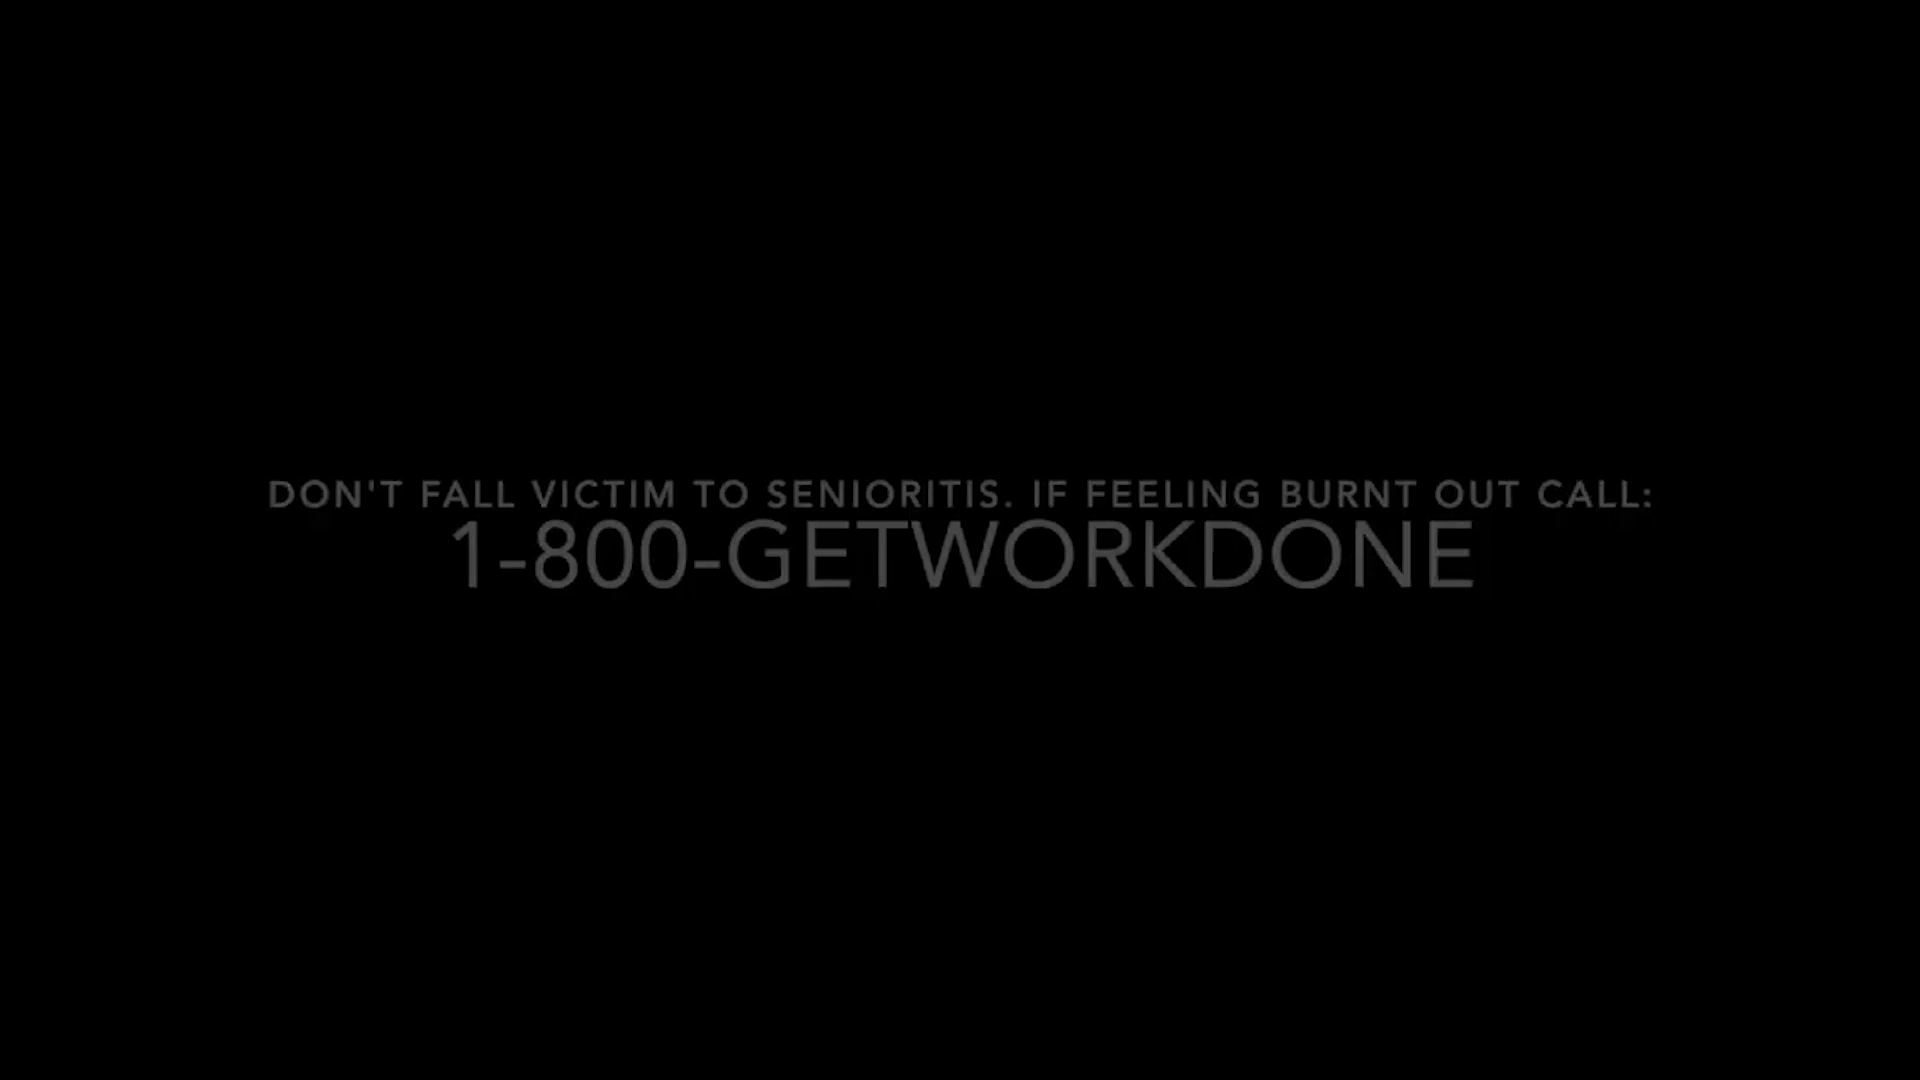 DON'T FALL VICTIM TO SENIORITIS. IF FEELING BURNT OUT CALL:
1-800-GETWORKDONE